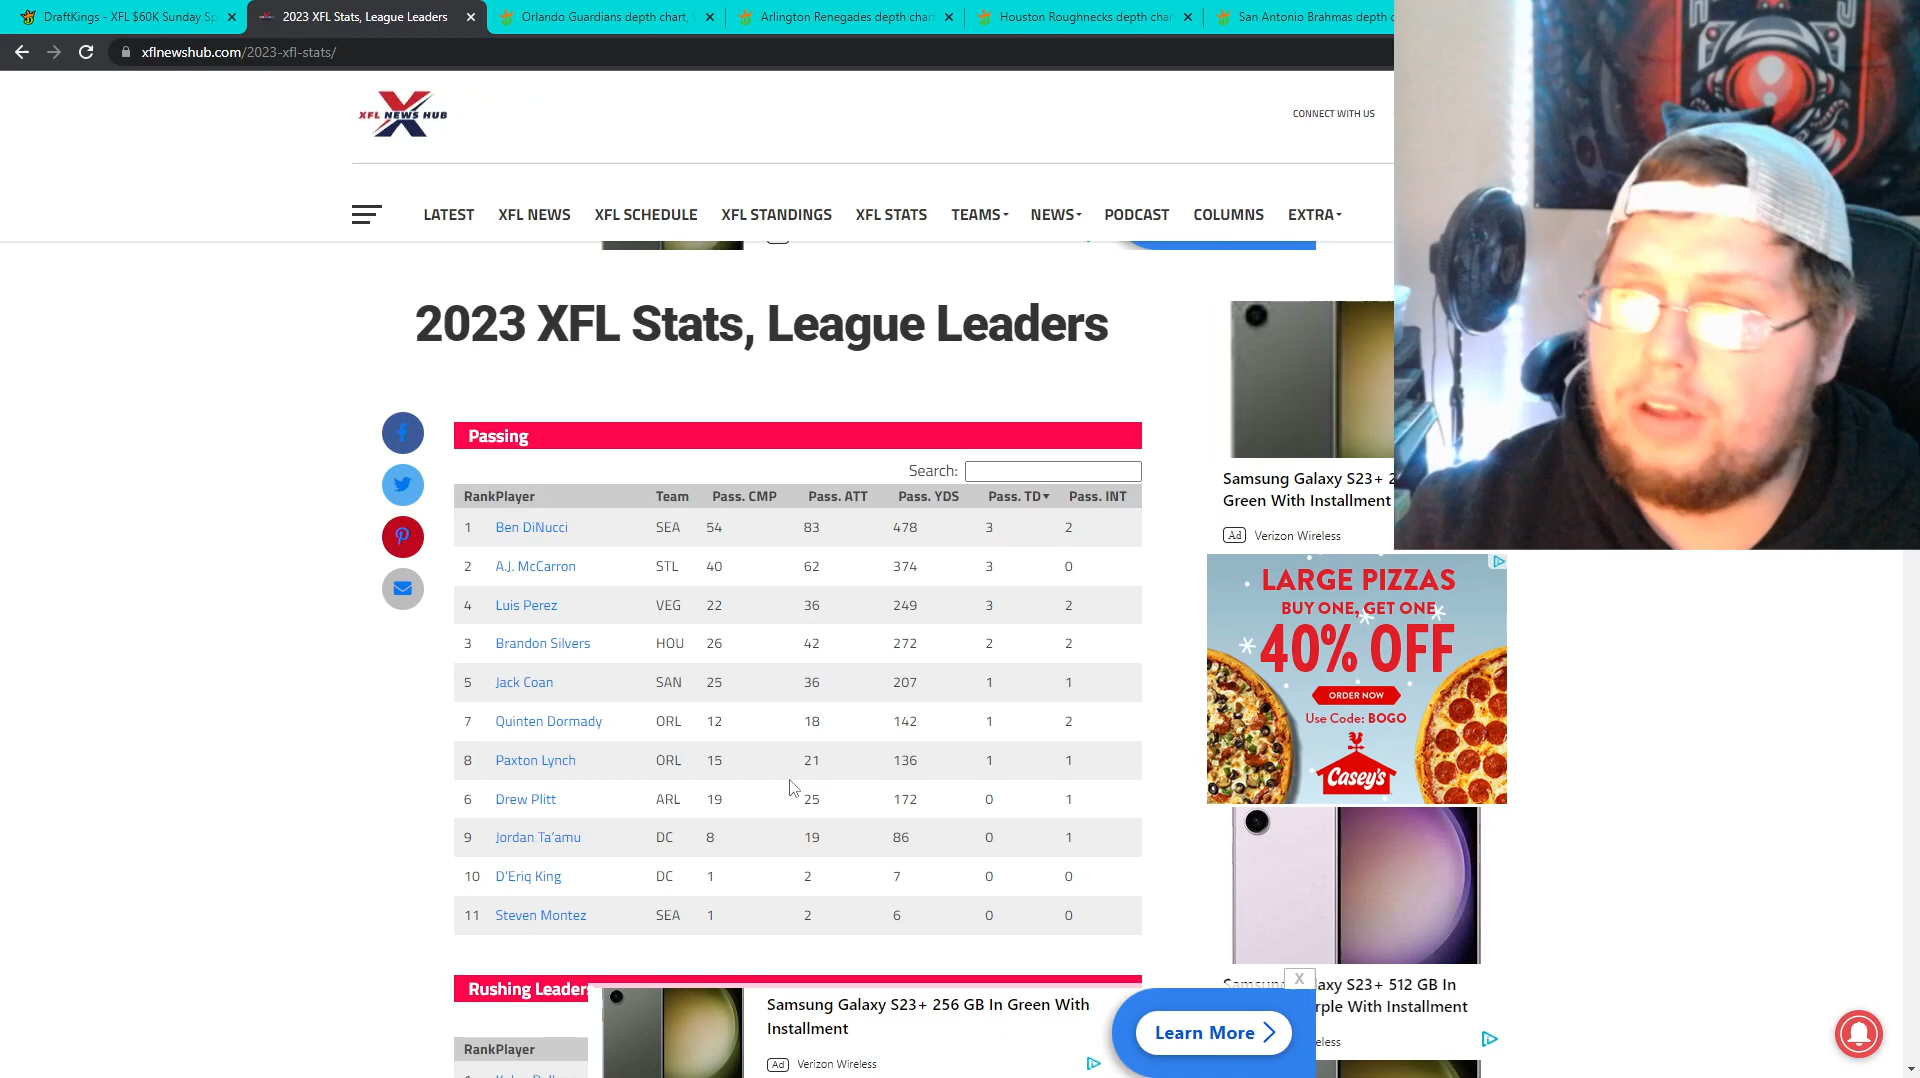 DraftKings - XFL $60K Sunday Sp
2023 XFL Stats, League Leaders
Orlando Guardians depth chart,
Arlington Renegades depth chart
Houston Roughnecks depth char
San Antonio Brahmas depth c
xflnewshub.com/2023-xfl-stats/
XFL NEWS HUB
CONNECT WITH US
LATEST XFL NEWS XFL SCHEDULE XFL STANDINGS XFL STATS TEAMS NEWS PODCAST COLUMNS EXTRA
2023 XFL Stats, League Leaders
Passing
Search:
Rank Player Team Pass. CMP Pass. ATT Pass. YDS Pass. TD Pass. INT
1 Ben DiNucci SEA 54 83 478 3 2
2 A.J. McCarron STL 40 62 374 3 0
4 Luis Perez VEG 22 36 249 3 2
3 Brandon Silvers HOU 26 42 272 2 2
5 Jack Coan SAN 25 36 207 1 1
7 Quinten Dormady ORL 12 18 142 1 2
8 Paxton Lynch ORL 15 21 136 1 1
6 Drew Plitt ARL 19 25 172 0 1
9 Jordan Ta'amu DC 8 19 86 0 1
10 D'Eriq King DC 1 2 7 0 0
11 Steven Montez SEA 1 2 6 0 0
Rushing Leaders
Rank Player
Samsung Galaxy S23+ 256 GB In Green With
Installment
Ad Verizon Wireless
Learn More
X
Samsung Galaxy S23+ 2
Green With Installment
Ad Verizon Wireless
LARGE PIZZAS
BUY ONE, GET ONE
40% OFF
ORDER NOW
Use Code: BOGO
Casey's
Samsung Galaxy S23+ 512 GB In
rple With Installment
eless